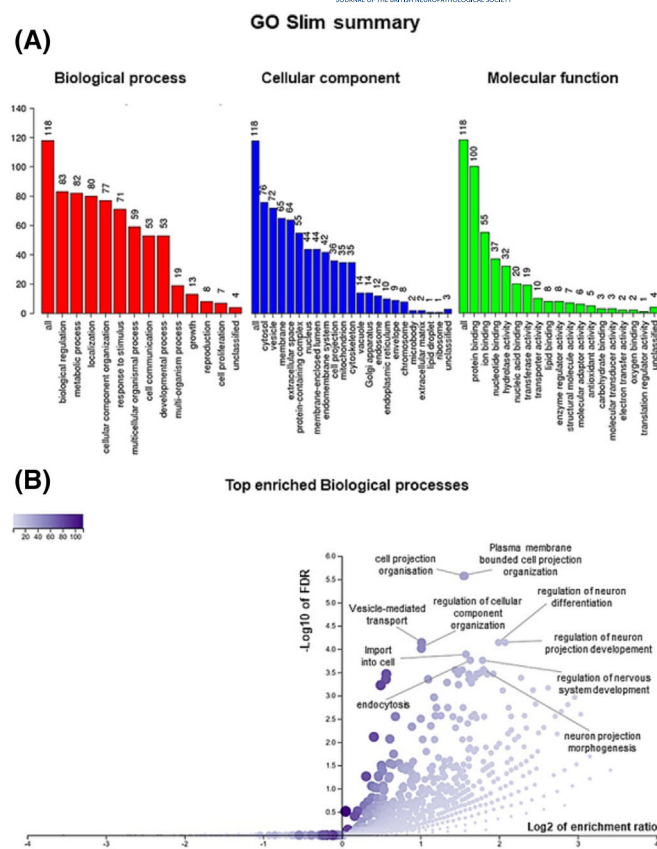 JOURNAL OF THE BRITISH NEUROPATHOLOGICAL SOCIETY
GO Slim summary
(A)
Biological process
Cellular component
Molecular function
140
120
100
80
60
40
20
0
118
83
82
80
77
71
59
53
53
19
13
8
7
4
all
biological regulation
metabolic process
localization
cellular component organization
response to stimulus
multicellular organismal process
cell communication
developmental process
multi-organism process
growth
reproduction
cell proliferation
unclassified
118
76
72
65
64
55
44
44
42
36
35
35
14
14
12
10
9
8
2
2
1
1
3
all
cytosol
vesicle
membrane
extracellular space
protein-containing complex
nucleus
membrane-enclosed lumen
endomembrane system
cell projection
mitochondrion
cytoskeleton
vacuole
Golgi apparatus
endosome
endoplasmic reticulum
envelope
chromosome
microbody
extracellular matrix
lipid droplet
ribosome
unclassified
118
100
55
37
32
20
19
10
8
8
7
6
5
3
3
2
2
1
4
all
protein binding
ion binding
nucleotide binding
hydrolase activity
nucleic acid binding
transferase activity
transporter activity
lipid binding
enzyme regulator activity
structural molecule activity
molecular adaptor activity
antioxidant activity
carbohydrate binding
molecular transducer activity
electron transfer activity
oxygen binding
translation regulator activity
unclassified
(B)
Top enriched Biological processes
20 40 60 80 100
-Log10 of FDR
6.0
5.5
5.0
4.5
4.0
3.5
3.0
2.5
2.0
1.5
1.0
0.5
cell projection
organisation
Plasma membrane
bounded cell projection
organization
regulation of neuron
differentiation
Vesicle-mediated
transport
regulation of cellular
component
organization
regulation of neuron
projection developement
Import
into cell
regulation of nervous
system development
endocytosis
neuron projection
morphogenesis
Log2 of enrichment ratio
-4 -3 -2 -1 0 1 2 3 4